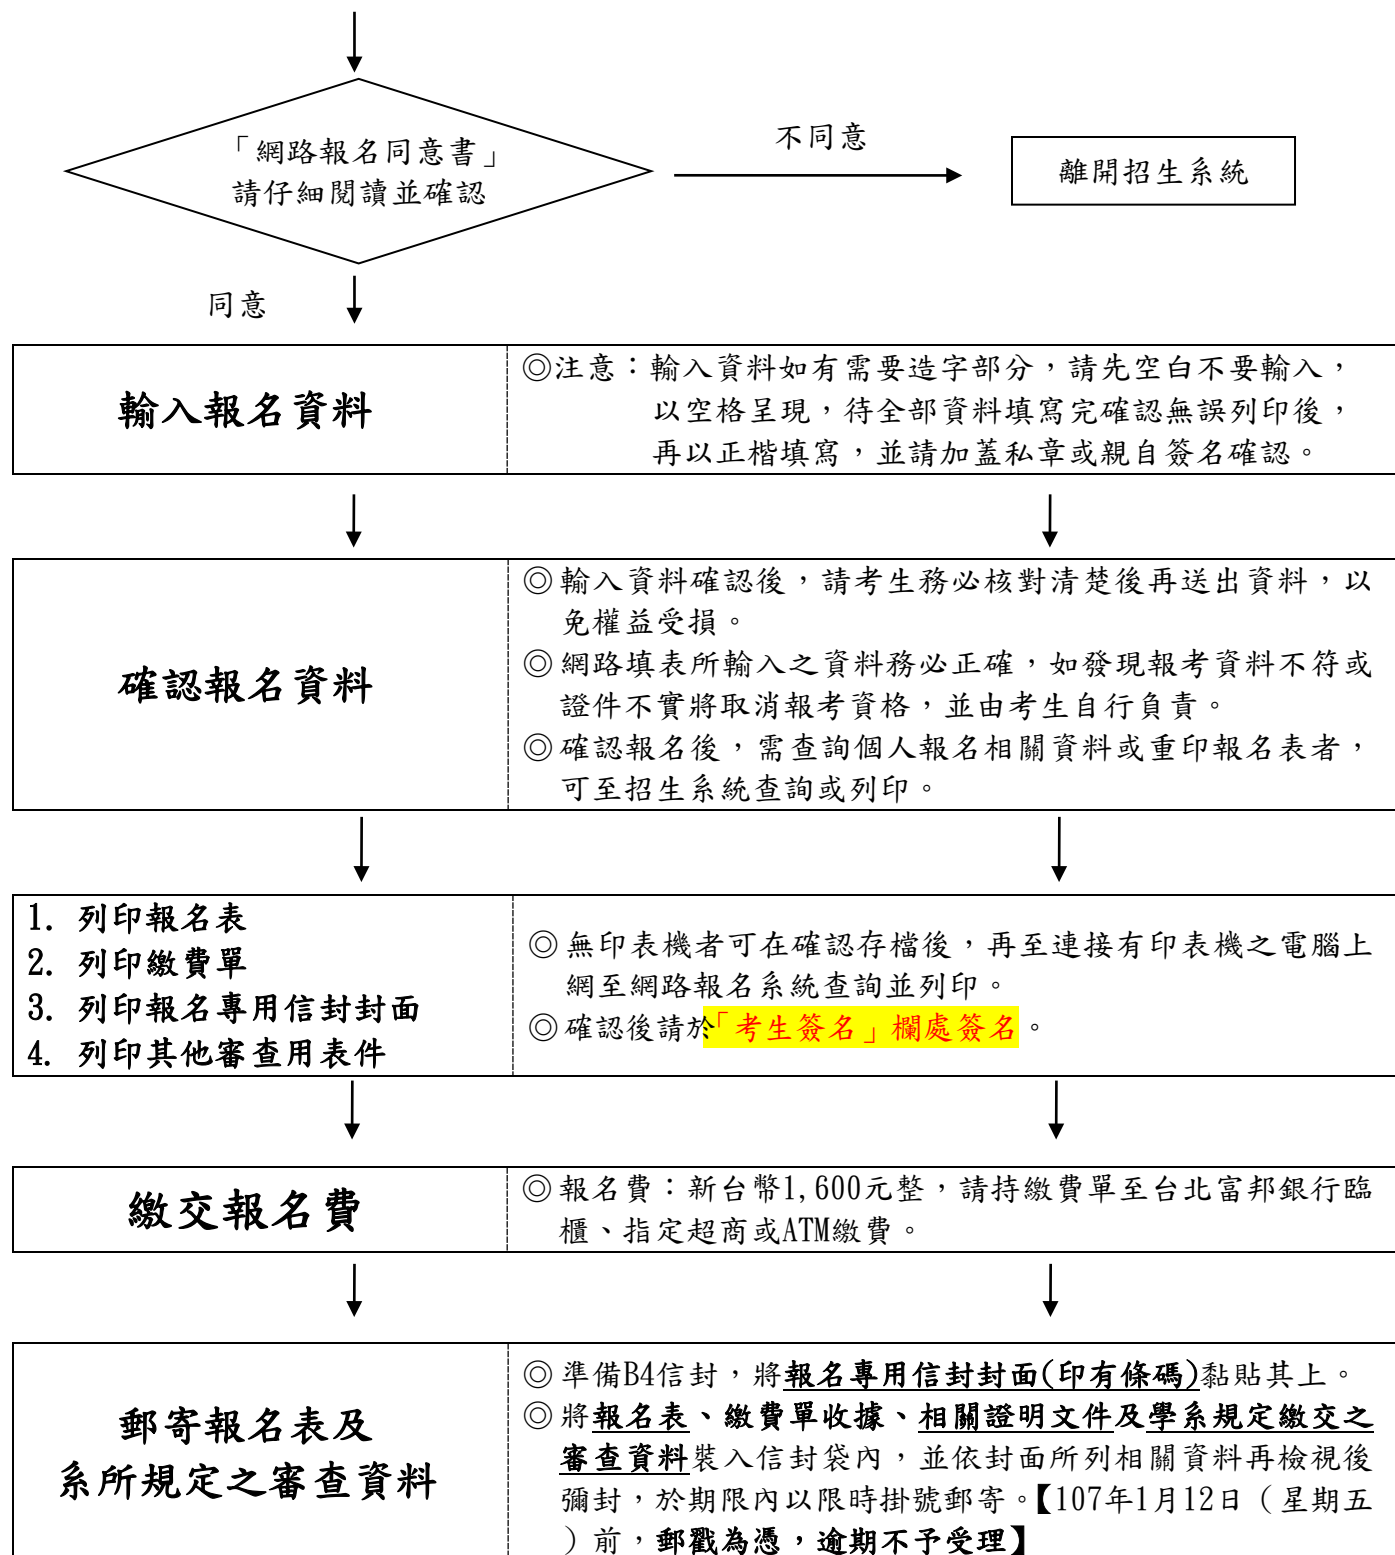 「網路報名同意書」
請仔細閱讀並確認
不同意
離開招生系統
同意
輸入報名資料
◎注意：輸入資料如有需要造字部分，請先空白不要輸入，
以空格呈現，待全部資料填寫完確認無誤列印後，
再以正楷填寫，並請加蓋私章或親自簽名確認。
確認報名資料
◎輸入資料確認後，請考生務必核對清楚後再送出資料，以
免權益受損。
◎網路填表所輸入之資料務必正確，如發現報考資料不符或
證件不實將取消報考資格，並由考生自行負責。
◎確認報名後，需查詢個人報名相關資料或重印報名表者，
可至招生系統查詢或列印。
1. 列印報名表
2. 列印繳費單
3. 列印報名專用信封封面
4. 列印其他審查用表件
◎無印表機者可在確認存檔後，再至連接有印表機之電腦上
網至網路報名系統查詢並列印。
◎確認後請於「考生簽名」欄處簽名。
繳交報名費
◎報名費：新台幣1,600元整，請持繳費單至台北富邦銀行臨
櫃、指定超商或ATM繳費。
郵寄報名表及
系所規定之審查資料
◎準備B4信封，將報名專用信封封面(印有條碼)黏貼其上。
◎將報名表、繳費單收據、相關證明文件及學系規定繳交之
審查資料裝入信封袋內，並依封面所列相關資料再檢視後
彌封，於期限內以限時掛號郵寄。【107年1月12日（星期五
）前，郵戳為憑，逾期不予受理】